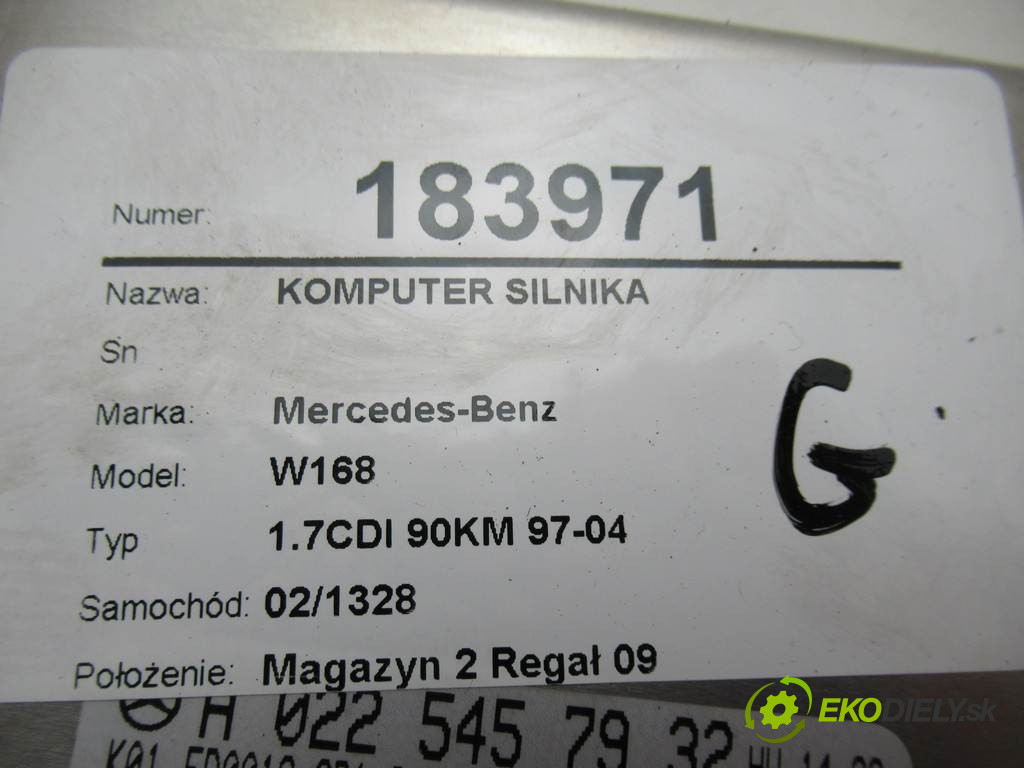 Numer: 183971
Nazwa: KOMPUTER SILNIKA
Sn
Marka: Mercedes-Benz
Model: W168
Typ 1.7CDI 90KM 97-04
Samochód: 02/1328
Położenie: Magazyn 2 Regał 09
G
H 022 545 79 32
K01
EKODIELY.sk